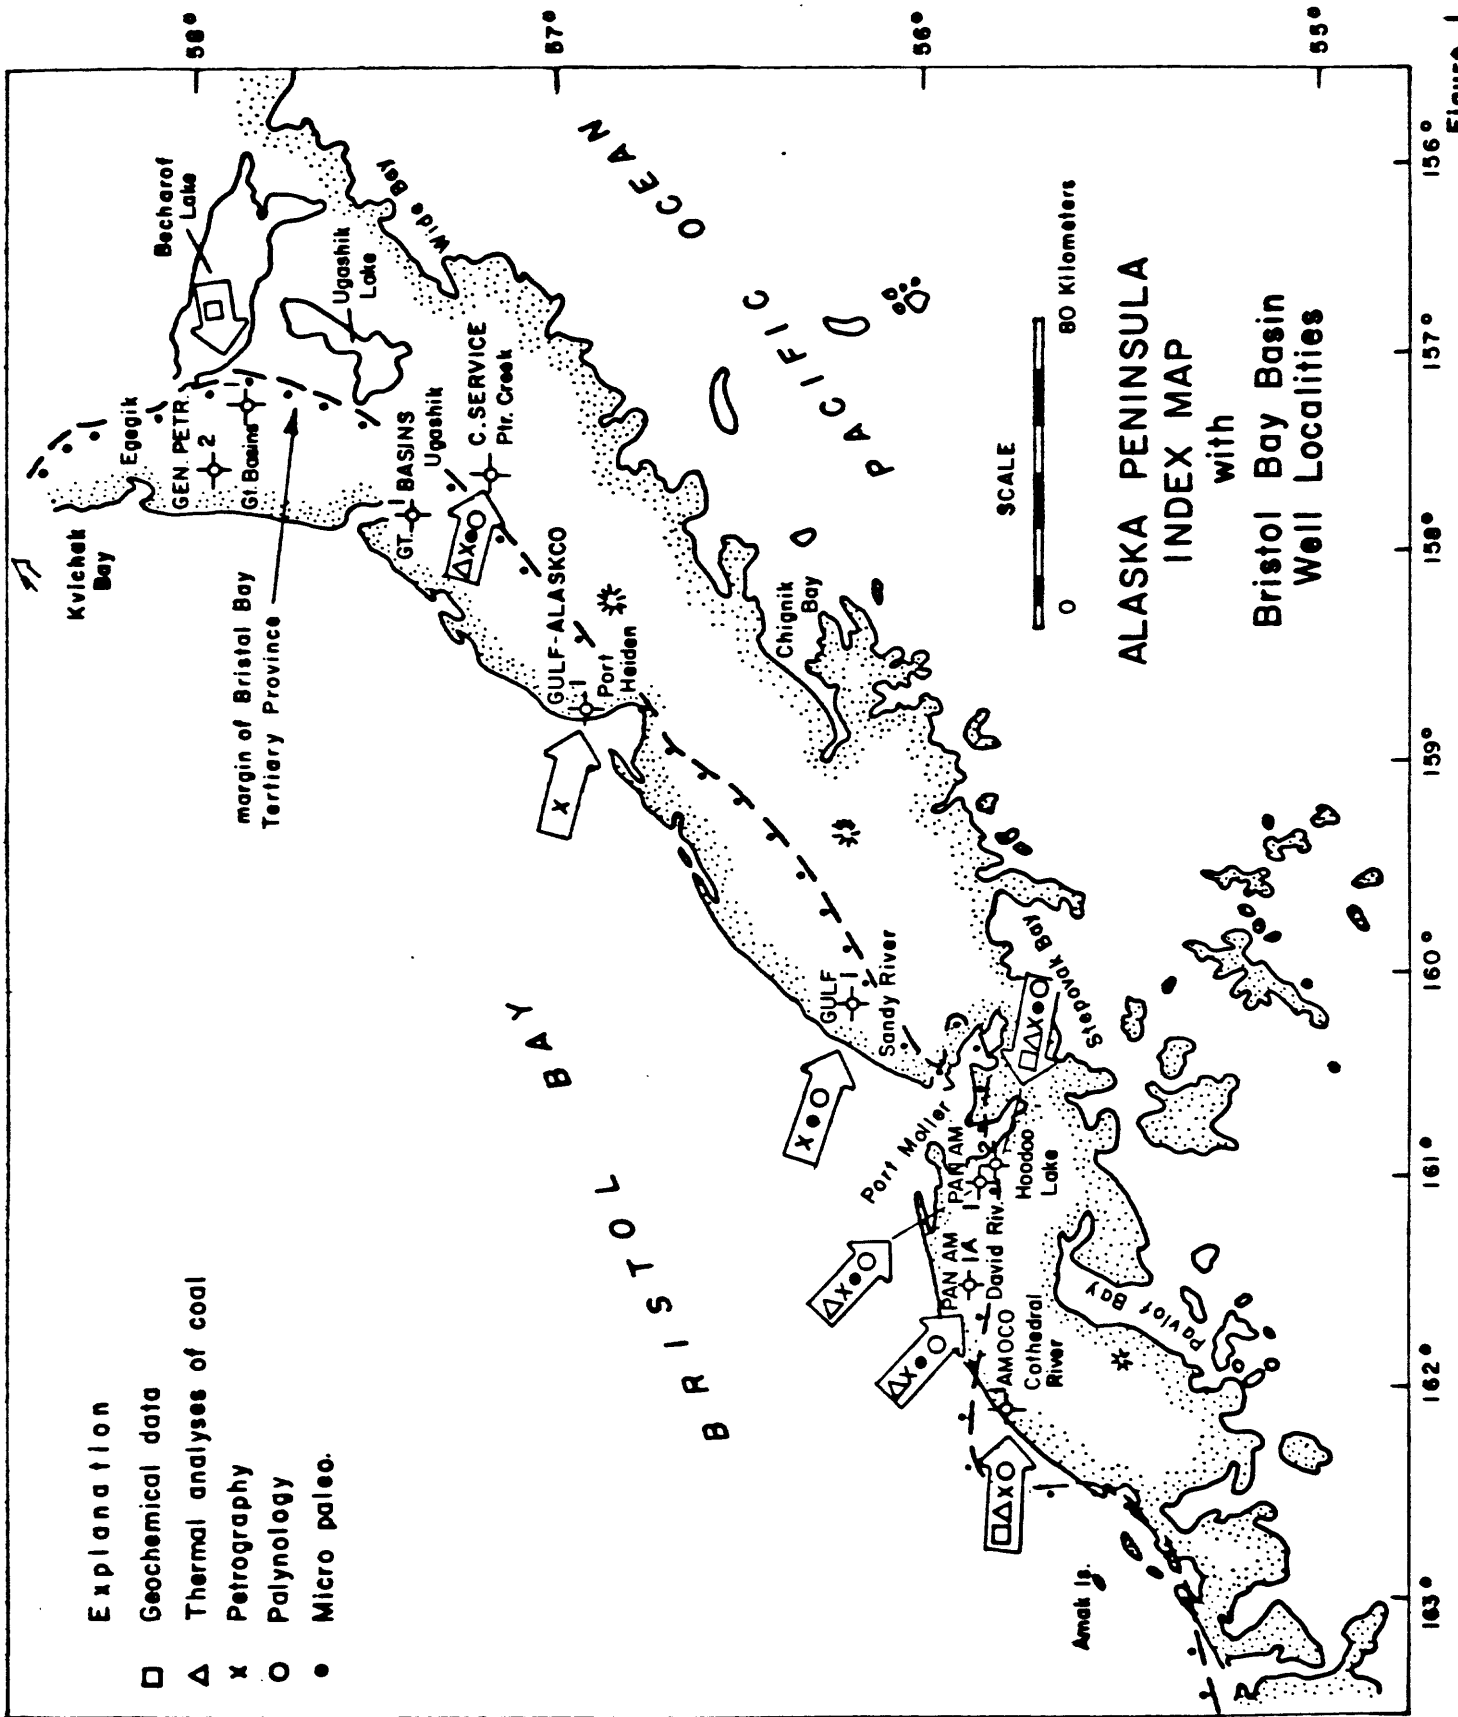 Explanation
□ Geochemical data
△ Thermal analyses of coal
x Petrography
○ Palynology
● Micro paleo.
ALASKA PENINSULA
INDEX MAP
with
Bristol Bay Basin
Well Localities
SCALE
0 80 Kilometers
BRISTOL BAY
PACIFIC OCEAN
Kvichak
Bay
Egegik
Becharof
Lake
Ugashik
Lake
Wide Bay
GEN. PETR.
2
1
Gt. Basins
margin of Bristal Bay
Tertiary Province
GT. BASINS
1
Ugashik
C. SERVICE
Ptr. Creek
△x●○
GULF-ALASKCO
1
Port
Heiden
x
Chignik
Bay
GULF
1
Sandy River
x●○
Port Moller
Stepovak Bay
□△x●○
PAN AM
1
2
Hoodoo
Lake
△x●○
PAN AM
1A
David Riv.
△x●○
AMOCO
1
Cathedral
River
□△x○
Pavlof Bay
Amak Is.
163°
162°
161°
160°
159°
158°
157°
156°
58°
57°
56°
55°
Figure 1